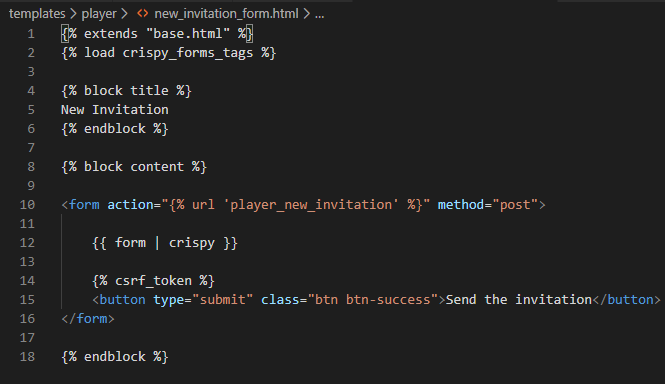 templates > player > <> new_invitation_form.html > ...
1 {% extends "base.html" %}
2 {% load crispy_forms_tags %}
3
4 {% block title %}
5 New Invitation
6 {% endblock %}
7
8 {% block content %}
9
10 <form action="{% url 'player_new_invitation' %}" method="post">
11
12     {{ form | crispy }}
13
14     {% csrf_token %}
15     <button type="submit" class="btn btn-success">Send the invitation</button>
16 </form>
17
18 {% endblock %}